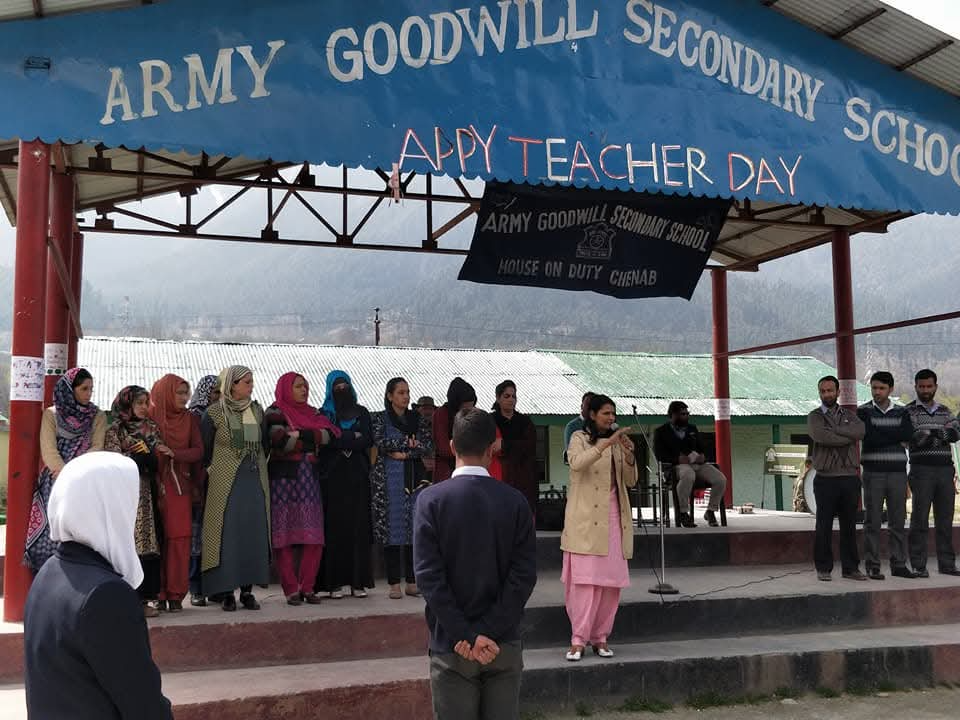 ARMY GOODWILL SECONDARY SCHOO
APPY TEACHER DAY
ARMY GOODWILL SECONDARY SCHOOL
HOUSE ON DUTY CHENAB